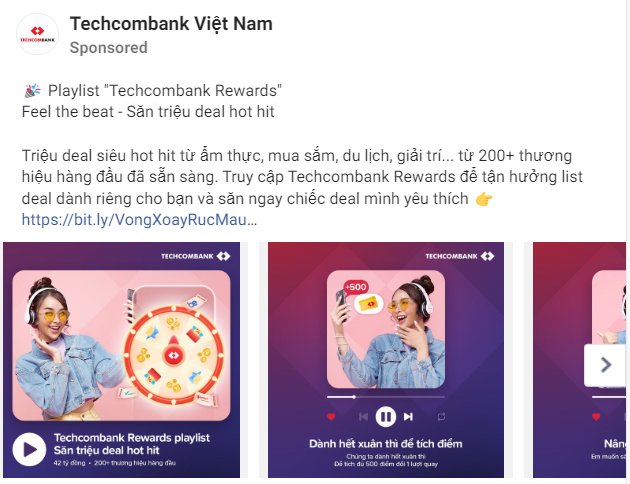 Techcombank Việt Nam
TECHCOMBANK
Sponsored
🎉 Playlist "Techcombank Rewards"
Feel the beat - Săn triệu deal hot hit
Triệu deal siêu hot hit từ ẩm thực, mua sắm, du lịch, giải trí... từ 200+ thương
hiệu hàng đầu đã sẵn sàng. Truy cập Techcombank Rewards để tận hưởng list
deal dành riêng cho bạn và săn ngay chiếc deal mình yêu thích 👉
https://bit.ly/VongXoayRucMau…
TECHCOMBANK
Techcombank Rewards playlist
Săn triệu deal hot hit
42 tỷ đồng • 200+ thương hiệu hàng đầu
TECHCOMBANK
+500
Dành hết xuân thì để tích điểm
Chúng ta dành hết xuân thì
Để tích đủ 500 điểm đổi 1 lượt quay
Nâng
Em muốn số